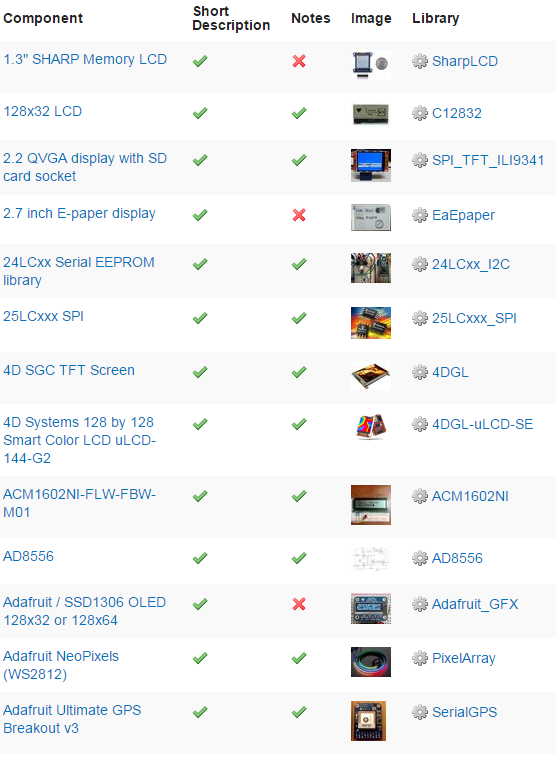 Component Short Description Notes Image Library
1.3" SHARP Memory LCD SharpLCD
128x32 LCD C12832
2.2 QVGA display with SD
card socket SPI_TFT_ILI9341
2.7 inch E-paper display EaEpaper
24LCxx Serial EEPROM
library 24LCxx_I2C
25LCxxx SPI 25LCxxx_SPI
4D SGC TFT Screen 4DGL
4D Systems 128 by 128
Smart Color LCD uLCD-
144-G2 4DGL-uLCD-SE
ACM1602NI-FLW-FBW-
M01 ACM1602NI
AD8556 AD8556
Adafruit / SSD1306 OLED
128x32 or 128x64 Adafruit_GFX
Adafruit NeoPixels
(WS2812) PixelArray
Adafruit Ultimate GPS
Breakout v3 SerialGPS